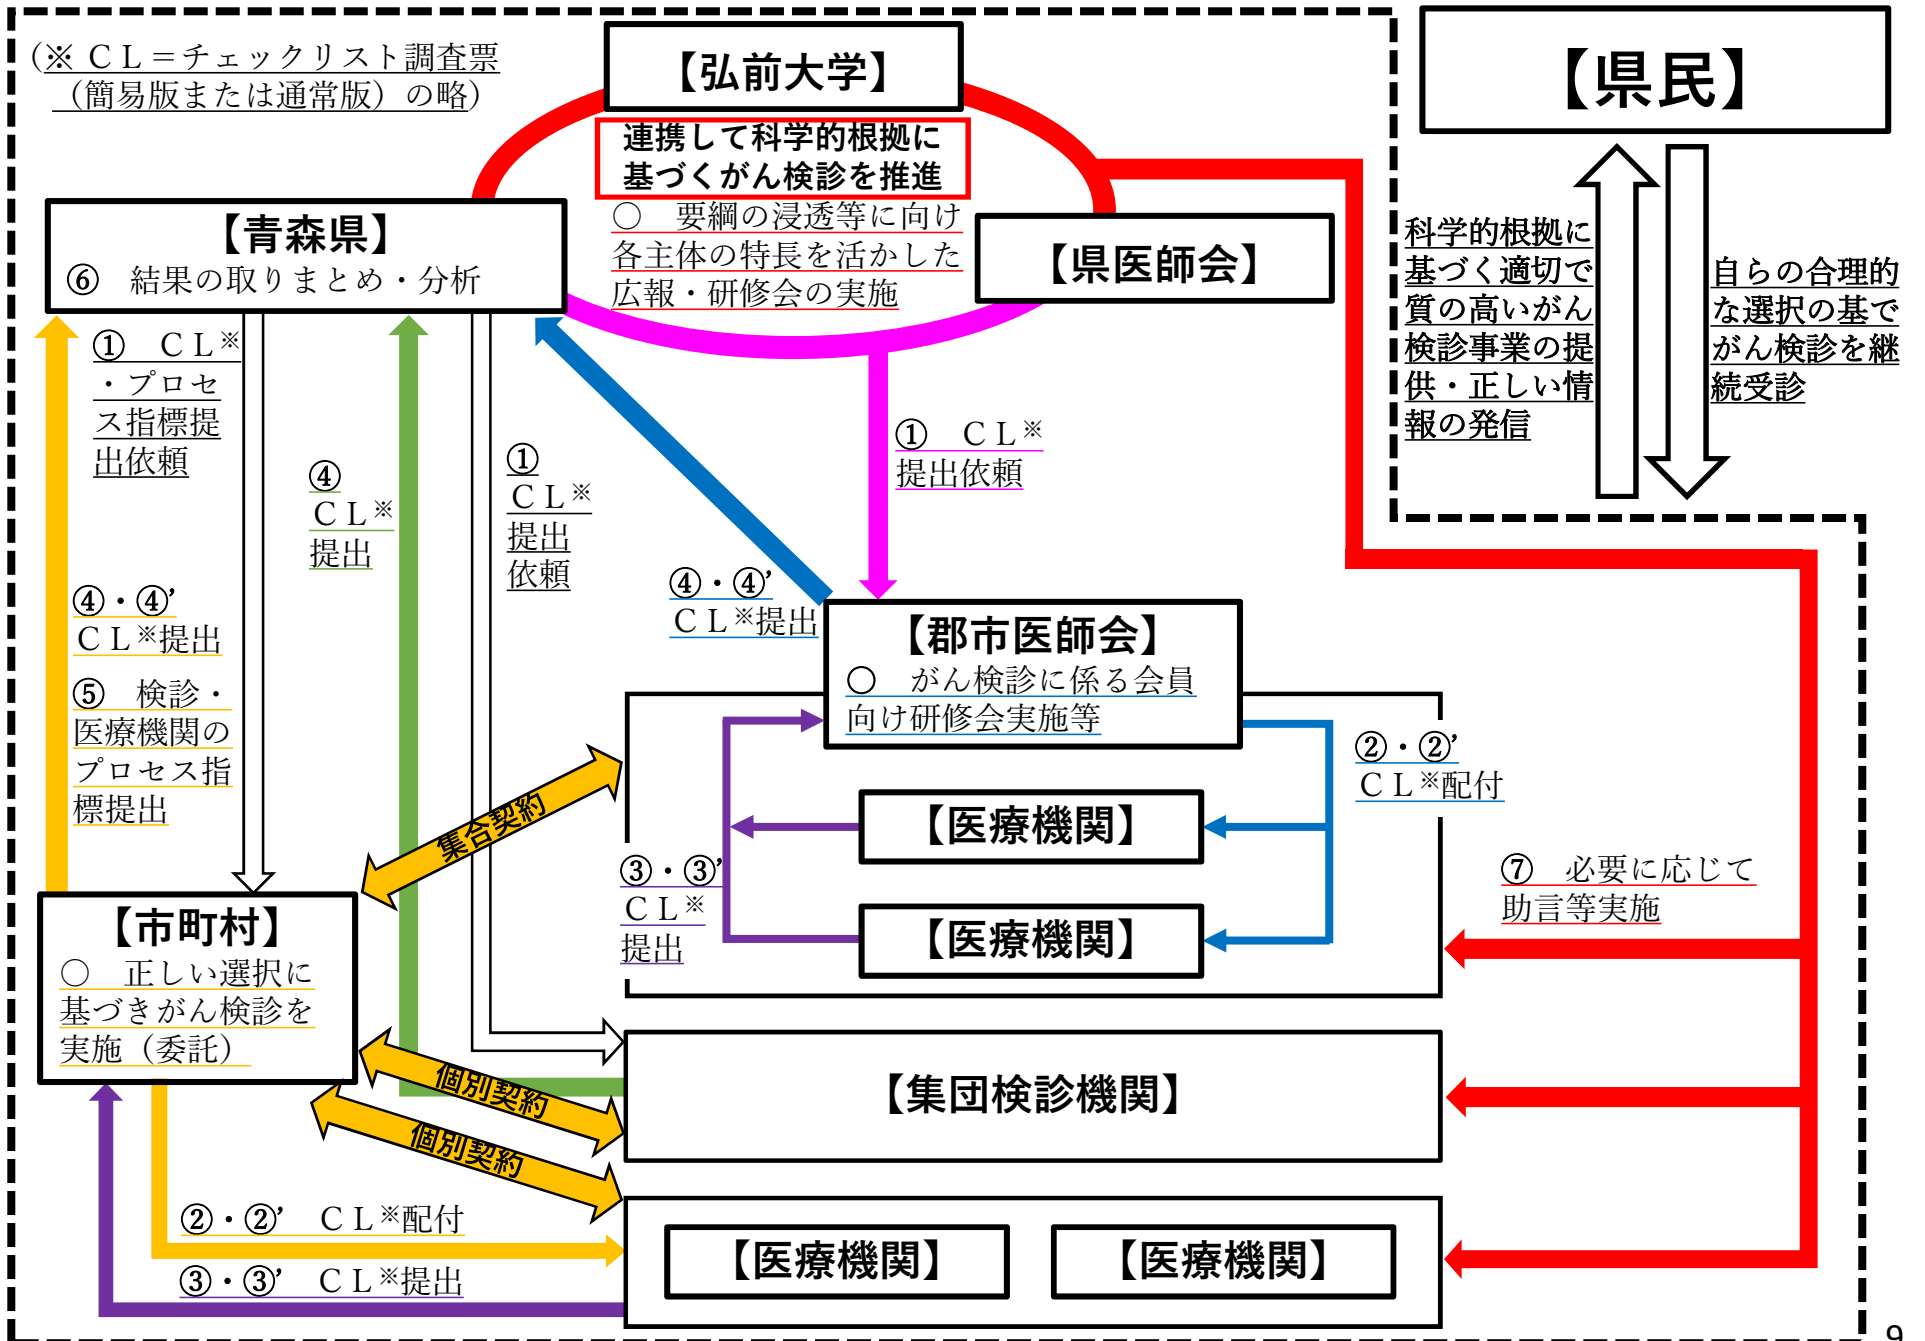 (※ＣＬ＝チェックリスト調査票
（簡易版または通常版）の略)
【弘前大学】
連携して科学的根拠に
基づくがん検診を推進
○　要綱の浸透等に向け
各主体の特長を活かした
広報・研修会の実施
【県民】
【青森県】
⑥　結果の取りまとめ・分析
【県医師会】
科学的根拠に
基づく適切で
質の高いがん
検診事業の提
供・正しい情
報の発信
自らの合理的
な選択の基で
がん検診を継
続受診
①　ＣＬ※
・プロセ
ス指標提
出依頼
④
ＣＬ※
提出
①
ＣＬ※
提出
依頼
①　ＣＬ※
提出依頼
④・④’
ＣＬ※提出
⑤　検診・
医療機関の
プロセス指
標提出
④・④’
ＣＬ※提出
【郡市医師会】
○　がん検診に係る会員
向け研修会実施等
②・②’
ＣＬ※配付
集合契約
【医療機関】
③・③’
ＣＬ※
提出
【医療機関】
⑦　必要に応じて
助言等実施
【市町村】
○　正しい選択に
基づきがん検診を
実施（委託）
個別契約
【集団検診機関】
個別契約
②・②’　ＣＬ※配付
③・③’　ＣＬ※提出
【医療機関】
【医療機関】
9